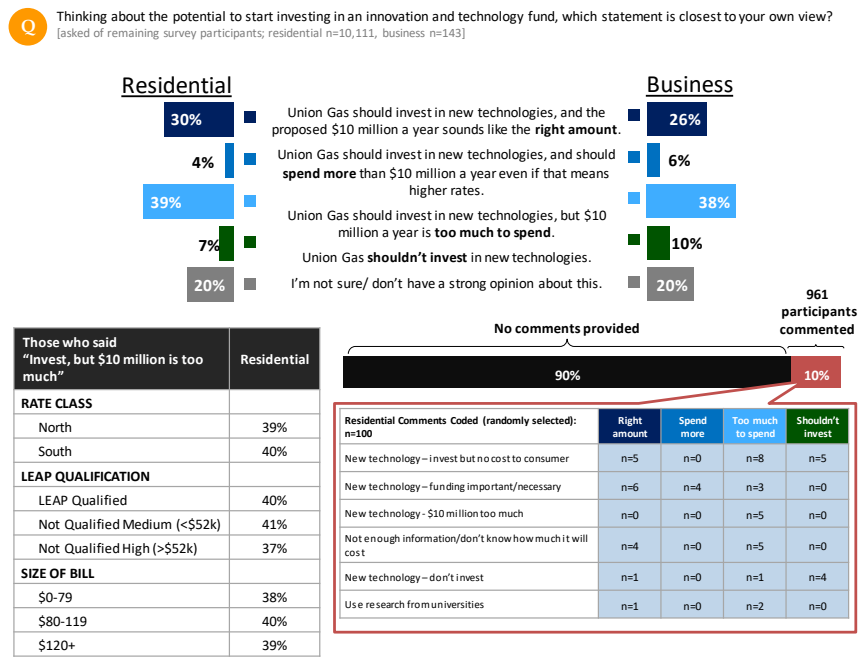 Q
Thinking about the potential to start investing in an innovation and technology fund, which statement is closest to your own view?
[asked of remaining survey participants; residential n=10,111, business n=143]
Residential
Business
30%
Union Gas should invest in new technologies, and the
proposed $10 million a year sounds like the right amount.
26%
4%
Union Gas should invest in new technologies, and should
spend more than $10 million a year even if that means
higher rates.
6%
39%
Union Gas should invest in new technologies, but $10
million a year is too much to spend.
38%
7%
Union Gas shouldn't invest in new technologies.
10%
20%
I'm not sure/ don't have a strong opinion about this.
20%
961
participants
commented
No comments provided
90%
10%
Those who said
"Invest, but $10 million is too
much"
Residential
RATE CLASS
North 39%
South 40%
LEAP QUALIFICATION
LEAP Qualified 40%
Not Qualified Medium (<$52k) 41%
Not Qualified High (>$52k) 37%
SIZE OF BILL
$0-79 38%
$80-119 40%
$120+ 39%
Residential Comments Coded (randomly selected):
n=100
Right
amount
Spend
more
Too much
to spend
Shouldn't
invest
New technology – invest but no cost to consumer n=5 n=0 n=8 n=5
New technology – funding important/necessary n=6 n=4 n=3 n=0
New technology - $10 million too much n=0 n=0 n=5 n=0
Not enough information/don't know how much it will
cost n=4 n=0 n=5 n=0
New technology – don't invest n=1 n=0 n=1 n=4
Use research from universities n=1 n=0 n=2 n=0